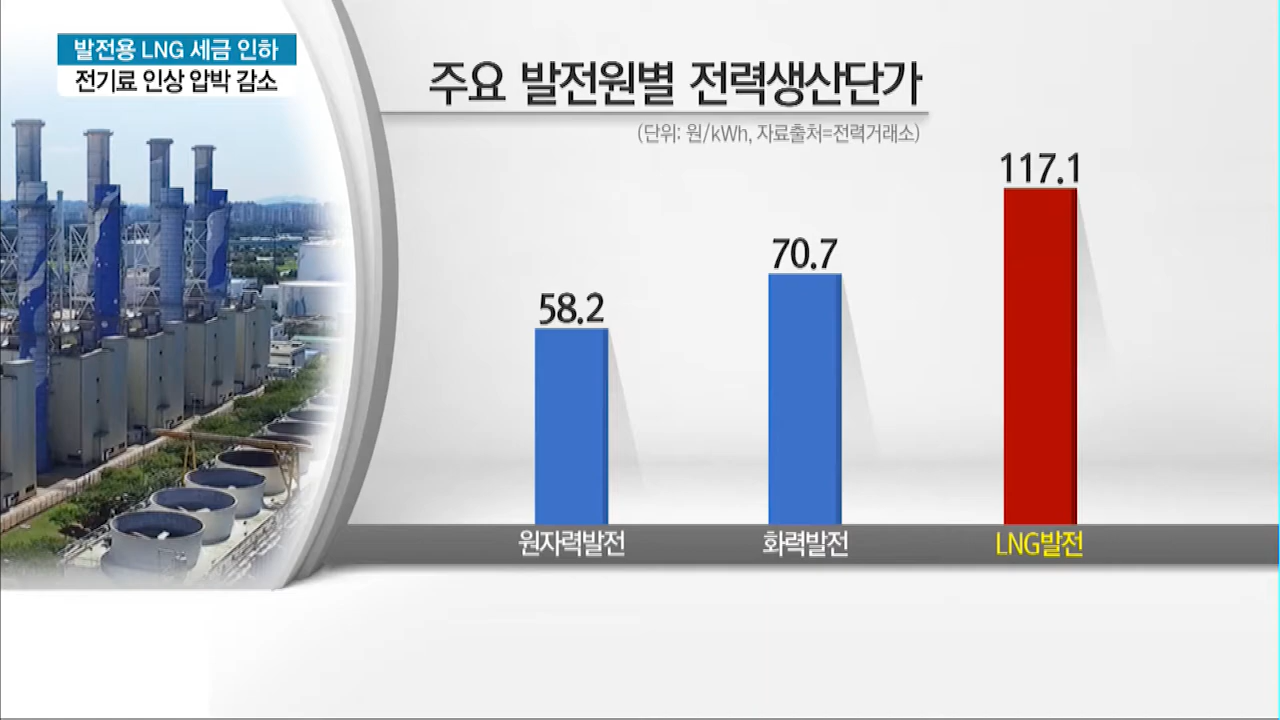 발전용 LNG 세금 인하
전기료 인상 압박 감소
주요 발전원별 전력생산단가
(단위: 원/kWh, 자료출처=전력거래소)
58.2
70.7
117.1
원자력발전
화력발전
LNG발전